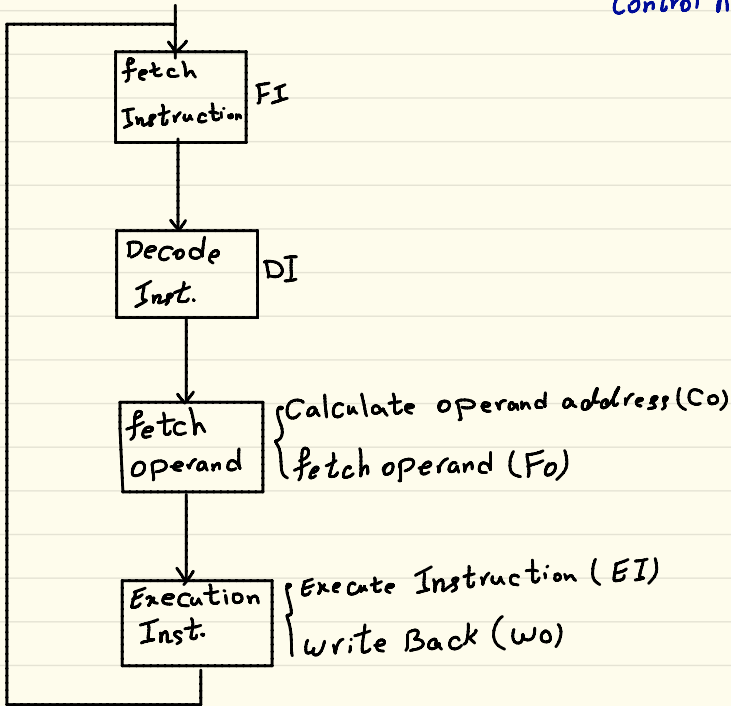 Control
fetch
Instruction
FI
Decode
Inst.
DI
fetch
operand
Calculate operand address (Co)
fetch operand (Fo)
Execution
Inst.
Execute Instruction (EI)
write Back (wo)